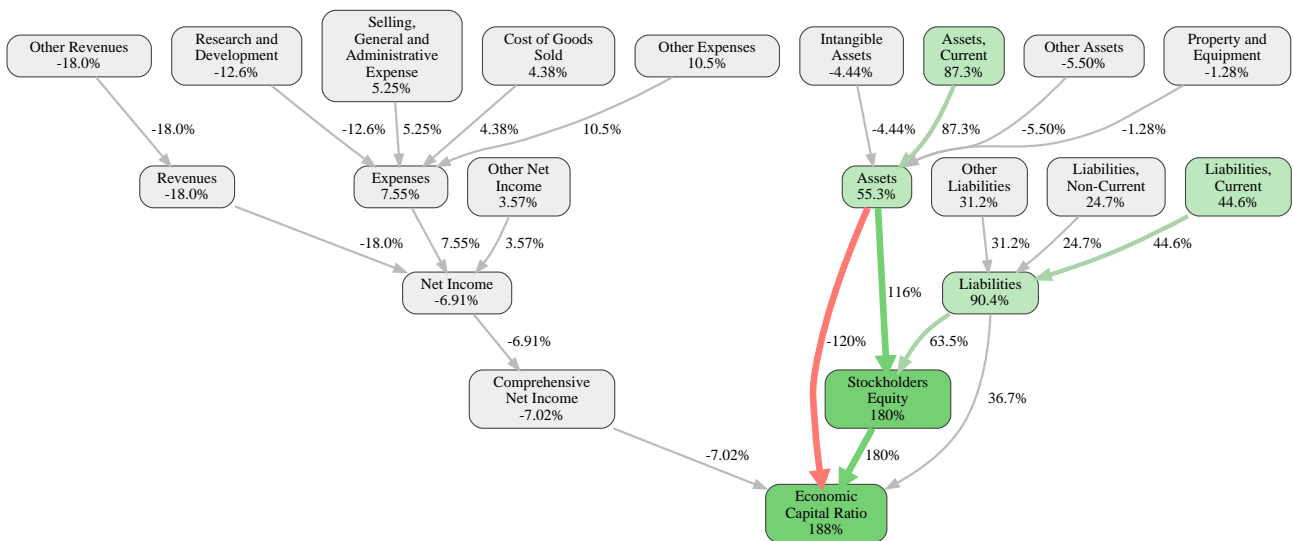 Other Revenues
-18.0%
Research and
Development
-12.6%
Selling,
General and
Administrative
Expense
5.25%
Cost of Goods
Sold
4.38%
Other Expenses
10.5%
Intangible
Assets
-4.44%
Assets,
Current
87.3%
Other Assets
-5.50%
Property and
Equipment
-1.28%
-18.0%
-12.6%
5.25%
4.38%
10.5%
-4.44%
87.3%
-5.50%
-1.28%
Revenues
-18.0%
Expenses
7.55%
Other Net
Income
3.57%
Assets
55.3%
Other
Liabilities
31.2%
Liabilities,
Non-Current
24.7%
Liabilities,
Current
44.6%
-18.0%
7.55%
3.57%
31.2%
24.7%
44.6%
Net Income
-6.91%
116%
Liabilities
90.4%
-6.91%
-120%
63.5%
Comprehensive
Net Income
-7.02%
Stockholders
Equity
180%
36.7%
-7.02%
180%
Economic
Capital Ratio
188%